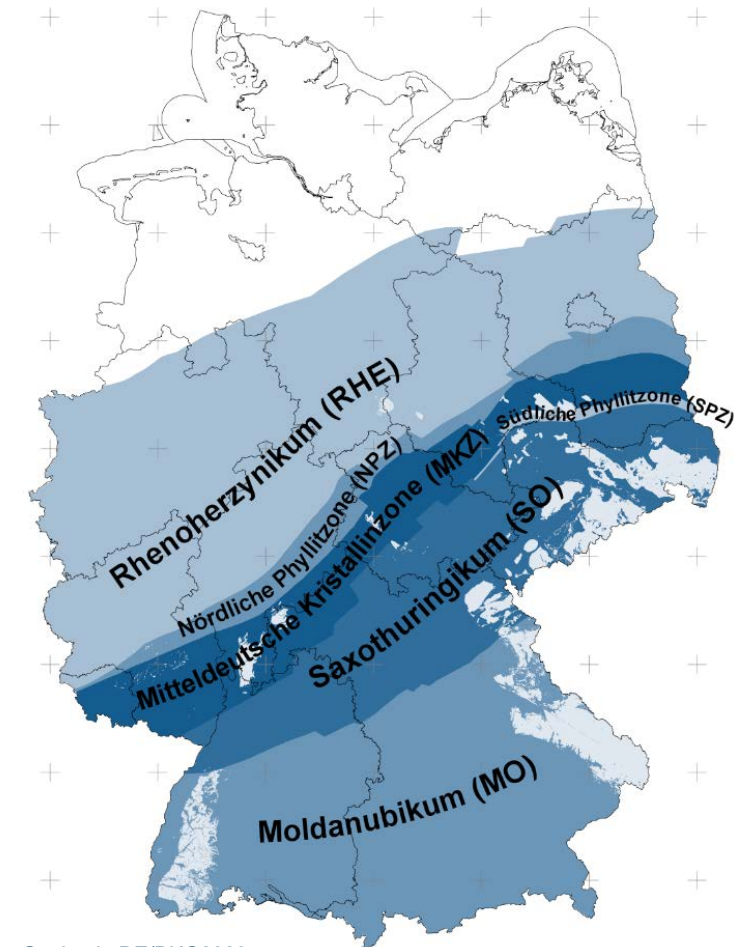 Rhenoherzynikum (RHE)
Südliche Phyllitzone (SPZ)
Nördliche Phyllitzone (NPZ)
Mitteldeutsche Kristallinzone (MKZ)
Saxothuringikum (SO)
Moldanubikum (MO)